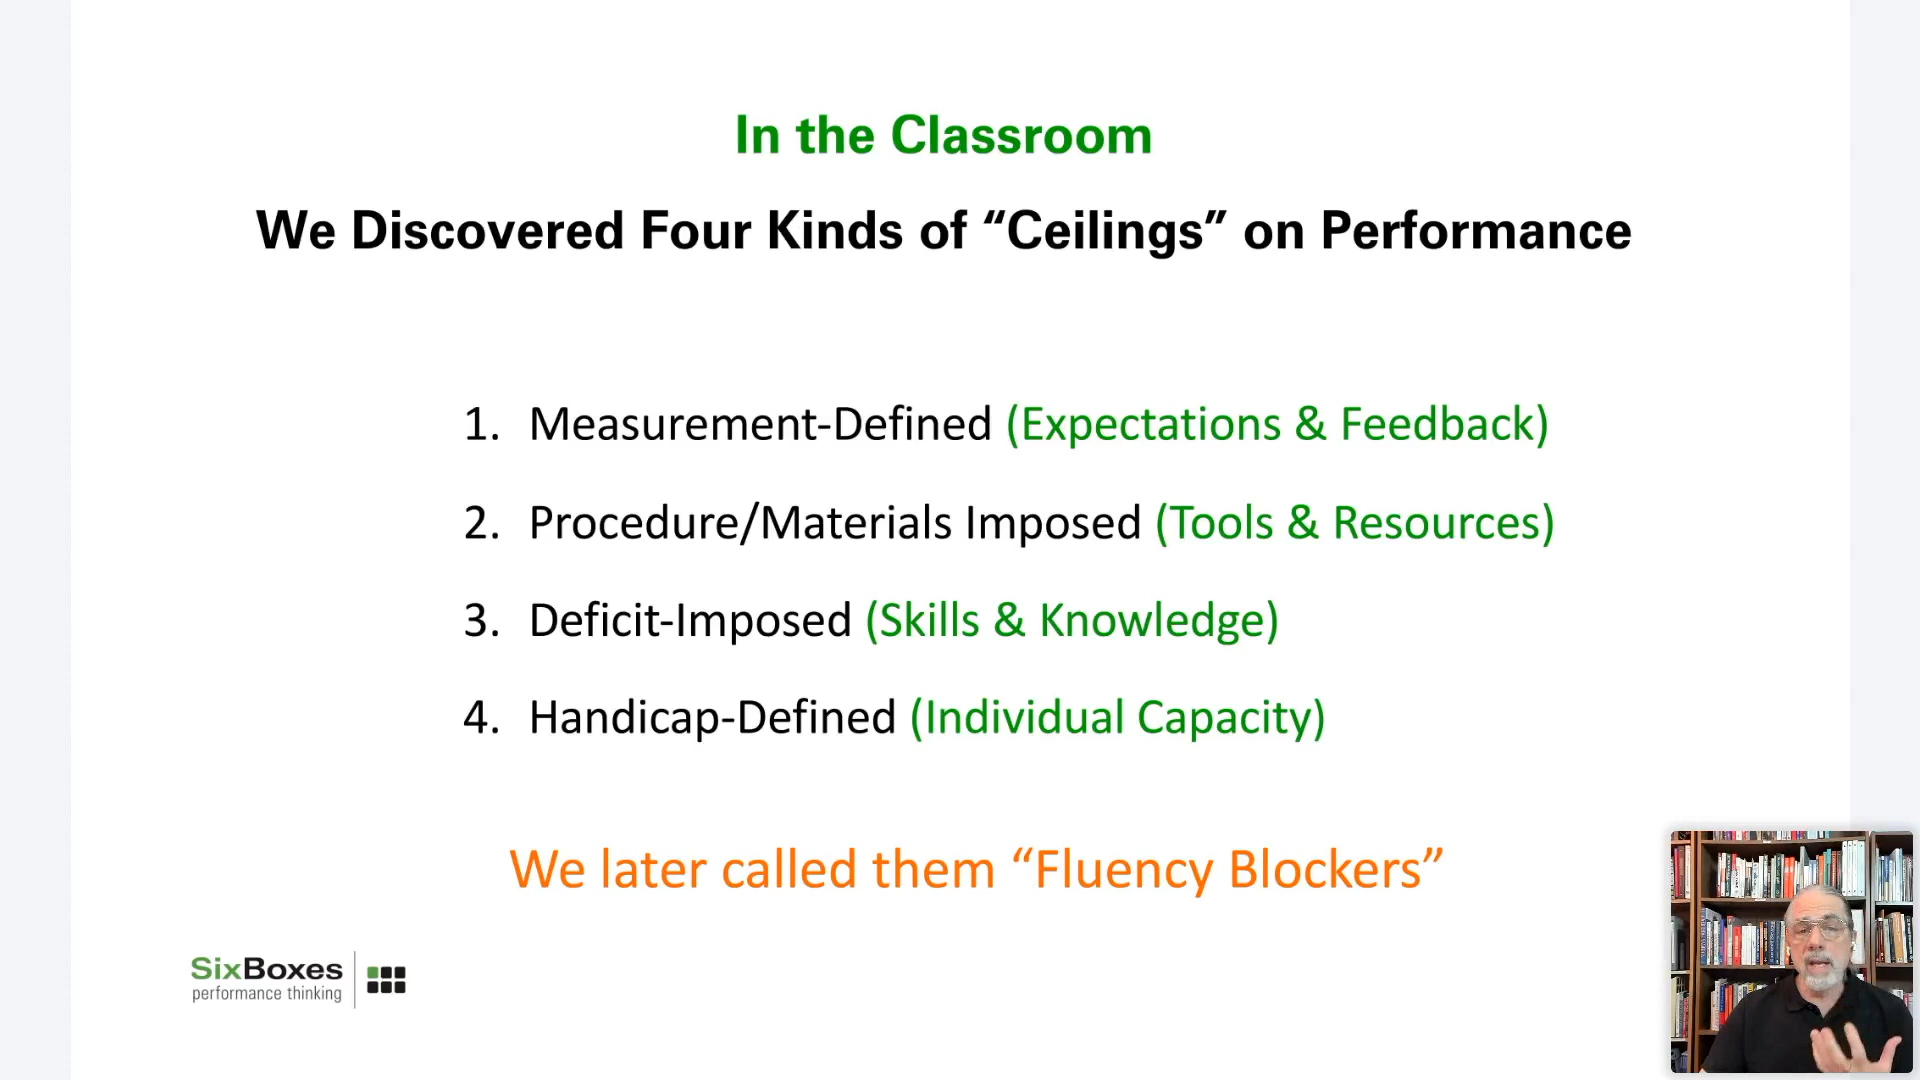 In the Classroom
We Discovered Four Kinds of “Ceilings” on Performance
1. Measurement-Defined (Expectations & Feedback)
2. Procedure/Materials Imposed (Tools & Resources)
3. Deficit-Imposed (Skills & Knowledge)
4. Handicap-Defined (Individual Capacity)
We later called them “Fluency Blockers”
SixBoxes
performance thinking